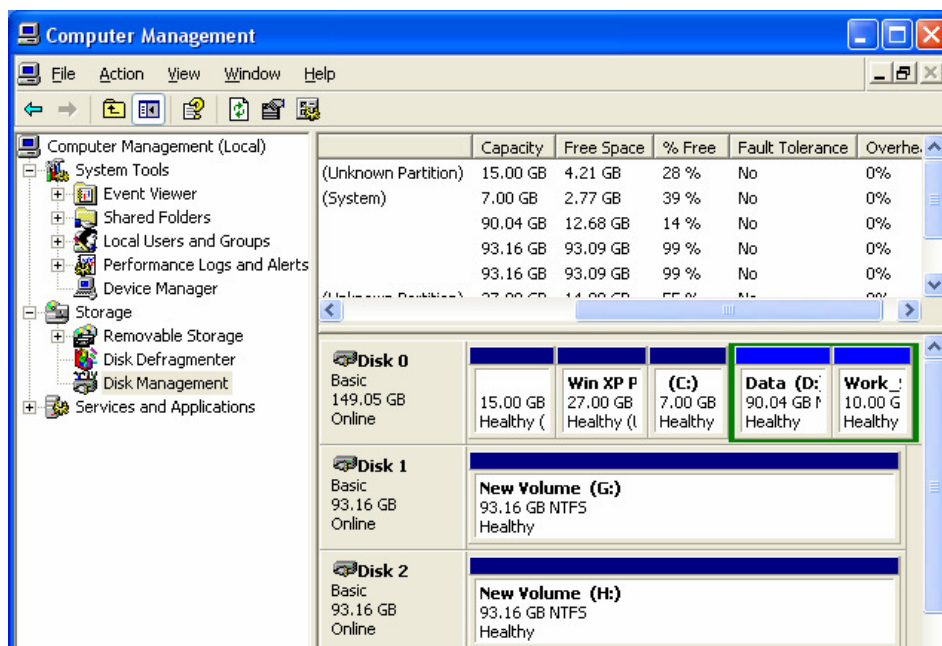 Computer Management
File Action View Window Help
Computer Management (Local)
System Tools
Event Viewer
Shared Folders
Local Users and Groups
Performance Logs and Alerts
Device Manager
Storage
Removable Storage
Disk Defragmenter
Disk Management
Services and Applications
Capacity Free Space % Free Fault Tolerance Overhe
(Unknown Partition) 15.00 GB 4.21 GB 28 % No 0%
(System) 7.00 GB 2.77 GB 39 % No 0%
90.04 GB 12.68 GB 14 % No 0%
93.16 GB 93.09 GB 99 % No 0%
93.16 GB 93.09 GB 99 % No 0%
Disk 0
Basic
149.05 GB
Online
15.00 GB
Healthy (
Win XP P
27.00 GB
Healthy (
(C:)
7.00 GB
Healthy
Data (D:
90.04 GB
Healthy
Work_
10.00 G
Healthy
Disk 1
Basic
93.16 GB
Online
New Volume (G:)
93.16 GB NTFS
Healthy
Disk 2
Basic
93.16 GB
Online
New Volume (H:)
93.16 GB NTFS
Healthy